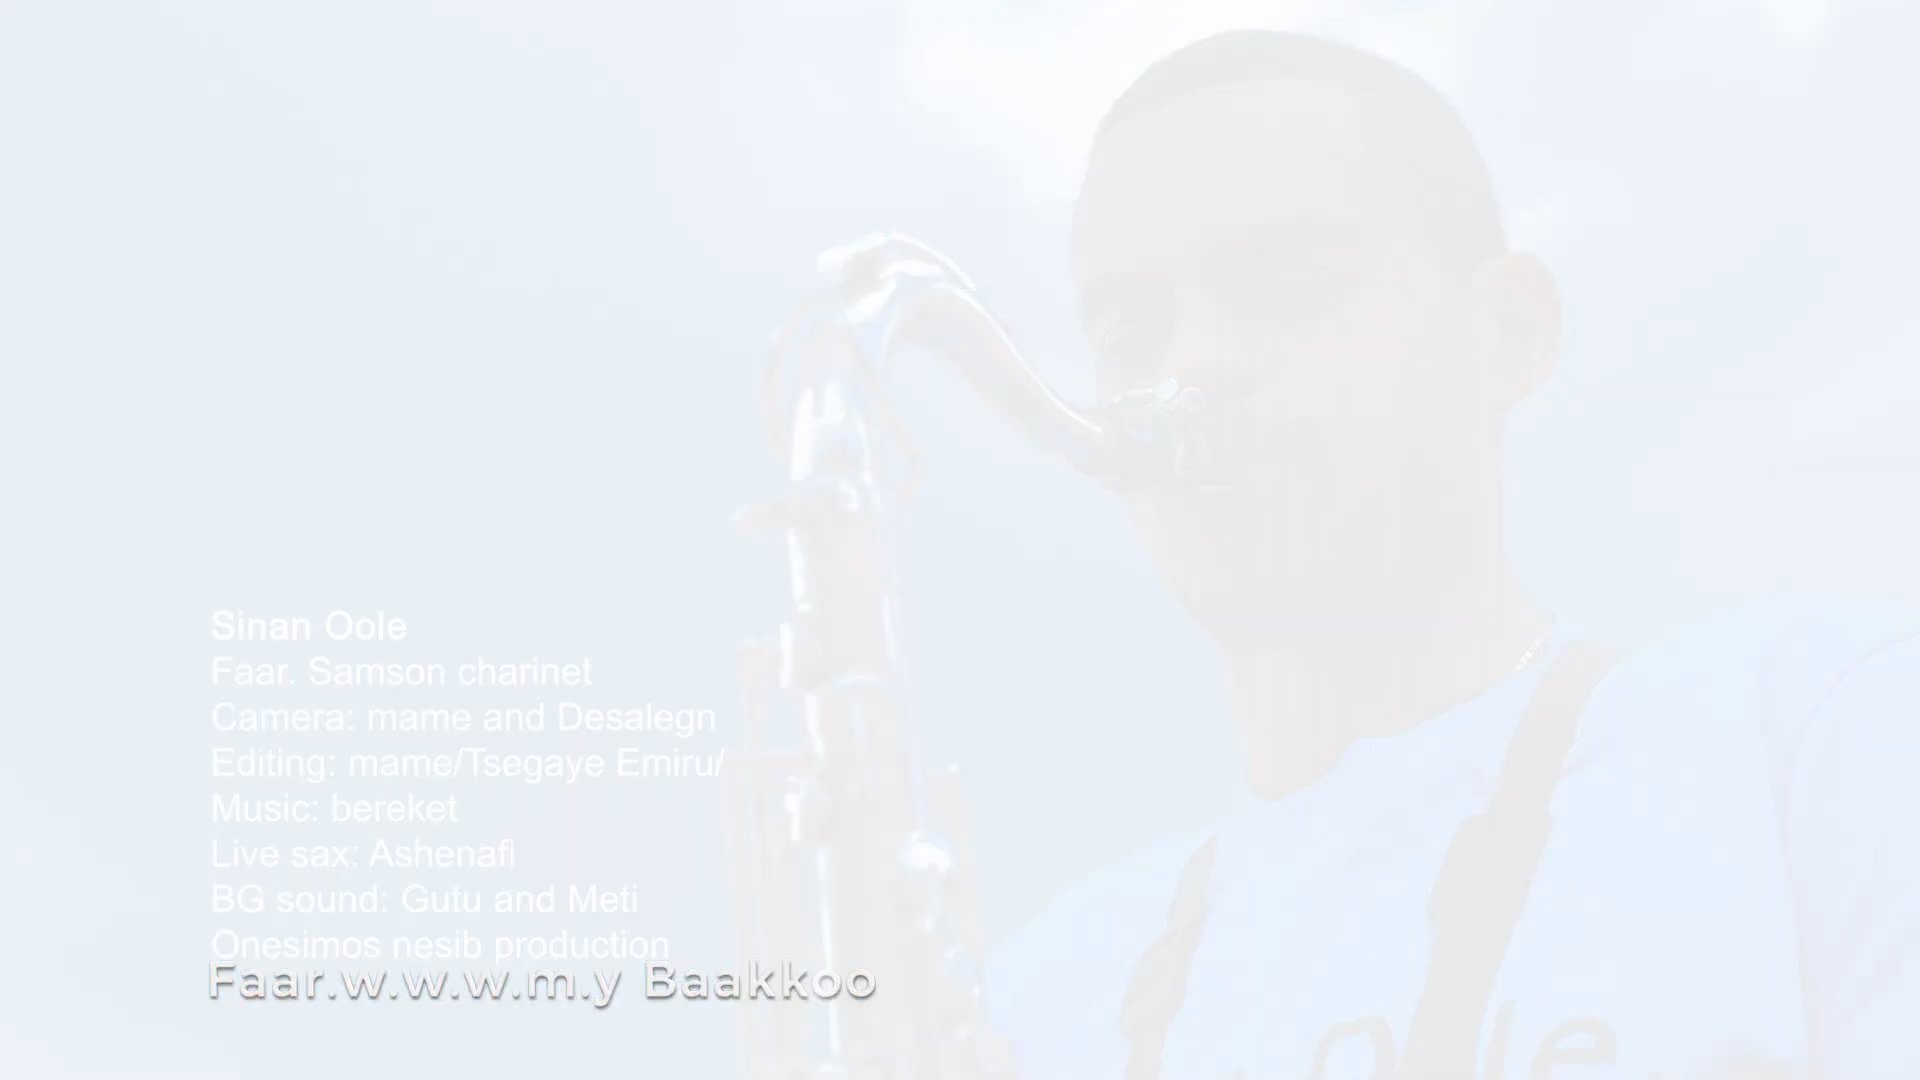 Sinan Oole
Faar. Samson charinet
Camera: mame and Desalegn
Editing: mame/Tsegaye Emiru/
Music: bereket
Live sax: Ashenafi
BG sound: Gutu and Meti
Onesimos nesib production
Faar.w.w.w.m.y Baakkoo